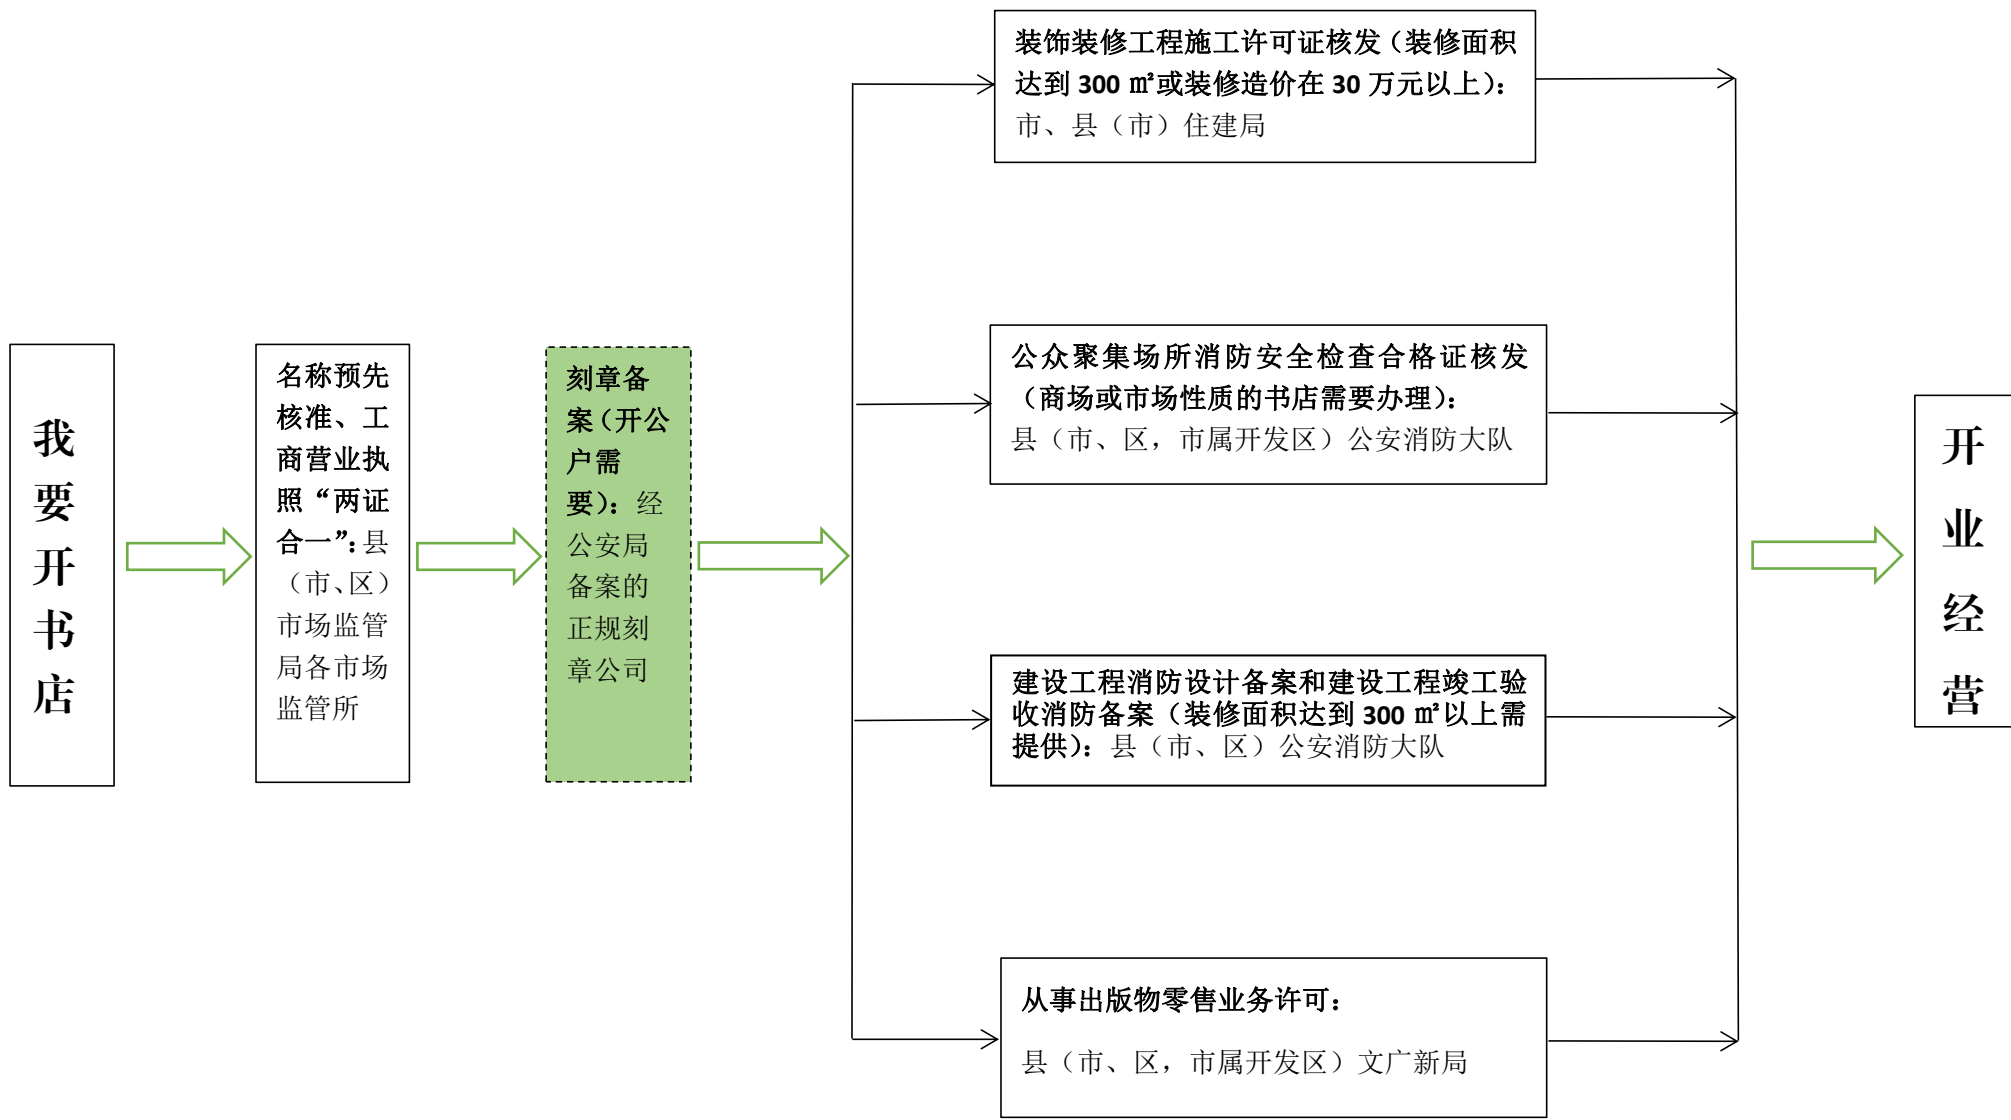 我
要
开
书
店
名称预先
核准、工
商营业执
照“两证
合一”:县
（市、区）
市场监管
局各市场
监管所
刻章备
案（开公
户需
要）：经
公安局
备案的
正规刻
章公司
装饰装修工程施工许可证核发（装修面积
达到 300 ㎡或装修造价在 30 万元以上）：
市、县（市）住建局
公众聚集场所消防安全检查合格证核发
（商场或市场性质的书店需要办理）：
县（市、区，市属开发区）公安消防大队
建设工程消防设计备案和建设工程竣工验
收消防备案（装修面积达到 300 ㎡以上需
提供）：县（市、区）公安消防大队
从事出版物零售业务许可：
县（市、区，市属开发区）文广新局
开
业
经
营